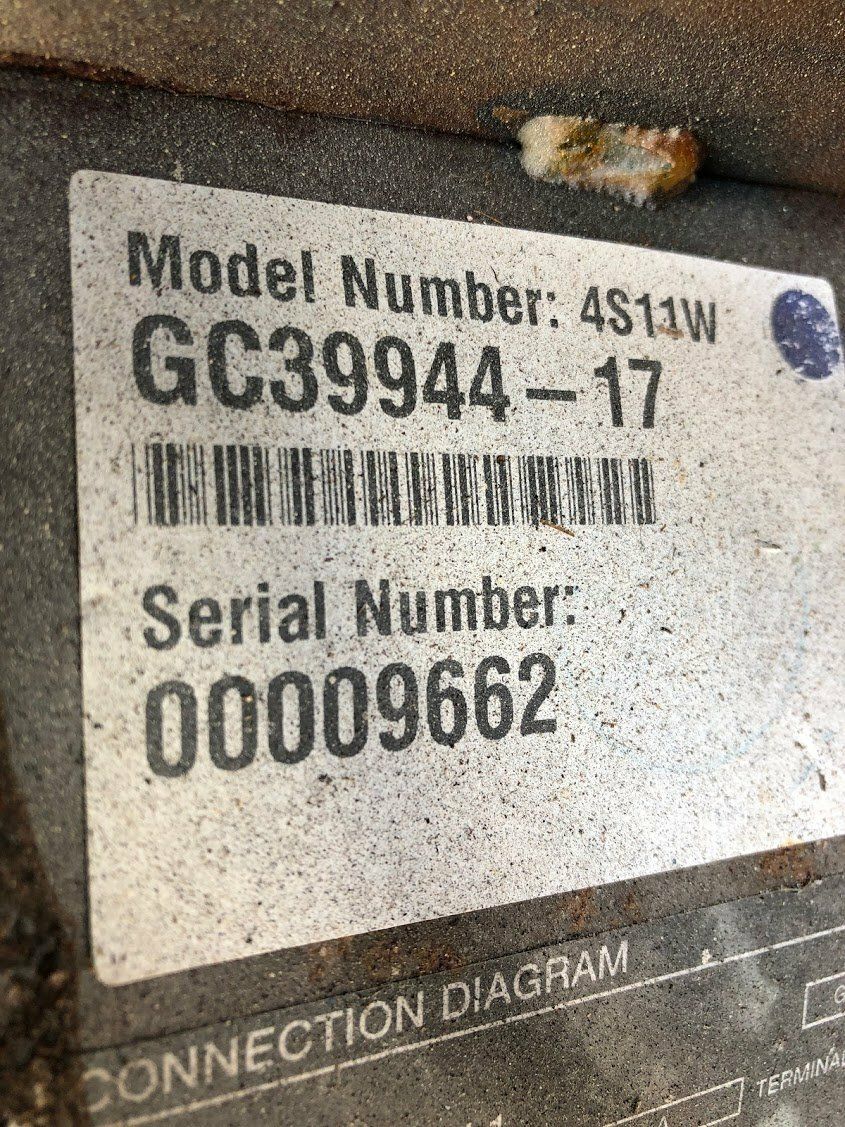 Model Number: 4S11W
GC39944-17
Serial Number:
00009662
CONNECTION DIAGRAM